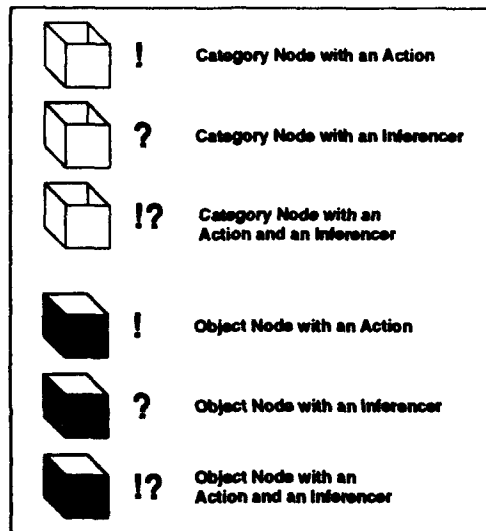 ! Category Node with an Action
? Category Node with an Inferencer
!? Category Node with an
Action and an Inferencer
! Object Node with an Action
? Object Node with an Inferencer
!? Object Node with an
Action and an Inferencer